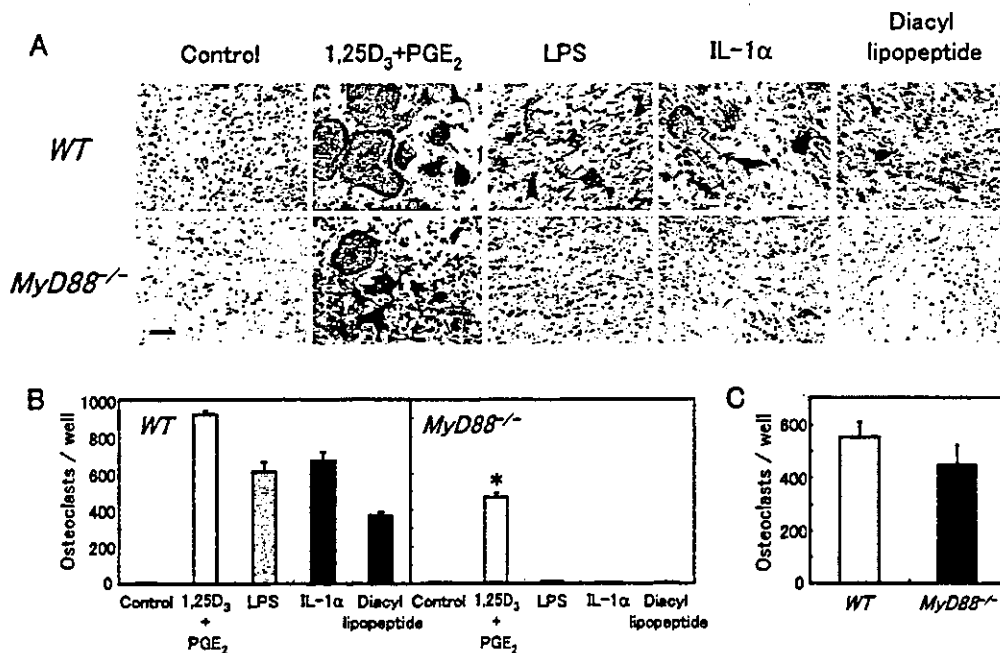 A
Control
1,25D₃+PGE₂
LPS
IL-1α
Diacyl
lipopeptide
WT
MyD88⁻/⁻
B
Osteoclasts / well
1000
800
600
400
200
0
WT
MyD88⁻/⁻
*
Control
1,25D₃
+
PGE₂
LPS
IL-1α
Diacyl
lipopeptide
Control
1,25D₃
+
PGE₂
LPS
IL-1α
Diacyl
lipopeptide
C
Osteoclasts / well
600
400
200
0
WT
MyD88⁻/⁻